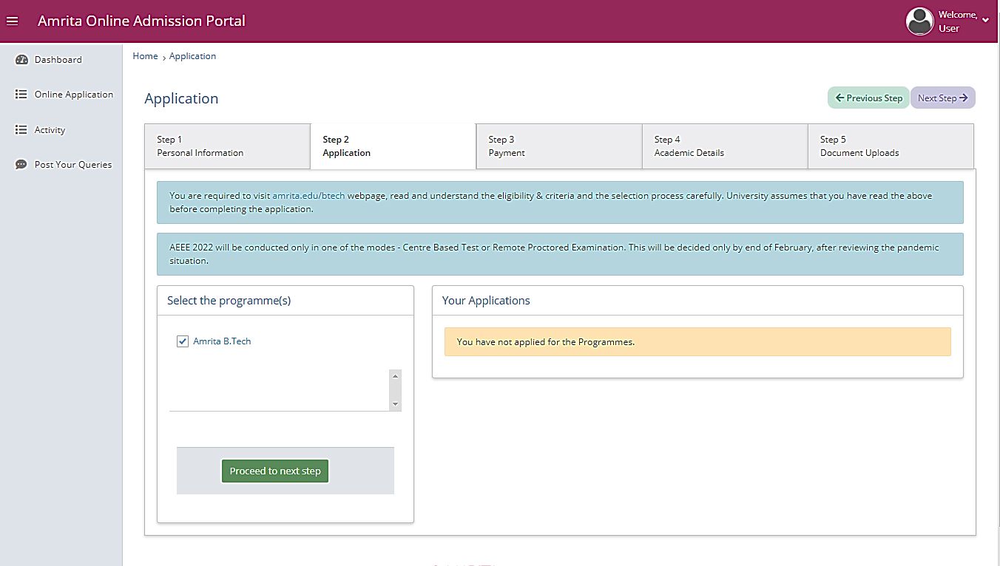 Amrita Online Admission Portal
Welcome,
User
Dashboard
Online Application
Activity
Post Your Queries
Home > Application
Application
Previous Step
Next Step
Step 1
Personal Information
Step 2
Application
Step 3
Payment
Step 4
Academic Details
Step 5
Document Uploads
You are required to visit amrita.edu/btech webpage, read and understand the eligibility & criteria and the selection process carefully. University assumes that you have read the above
before completing the application.
AEEE 2022 will be conducted only in one of the modes - Centre Based Test or Remote Proctored Examination. This will be decided only by end of February, after reviewing the pandemic
situation.
Select the programme(s)
Amrita B.Tech
Proceed to next step
Your Applications
You have not applied for the Programmes.